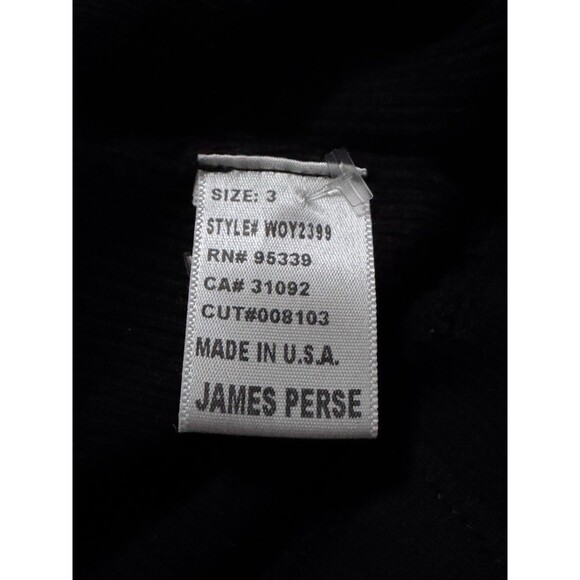 SIZE: 3
STYLE# WOY2399
RN# 95339
CA# 31092
CUT#008103
MADE IN U.S.A.
JAMES PERSE